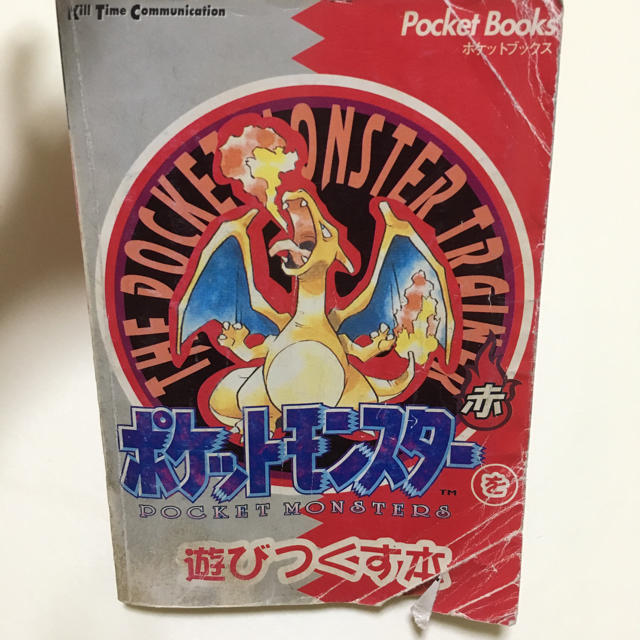 Kill Time Communication
Pocket Books
ポケットブックス
THE POCKET MONSTER TRAINER
ポケットモンスター
赤
を
TM
POCKET MONSTERS
遊びつくす本